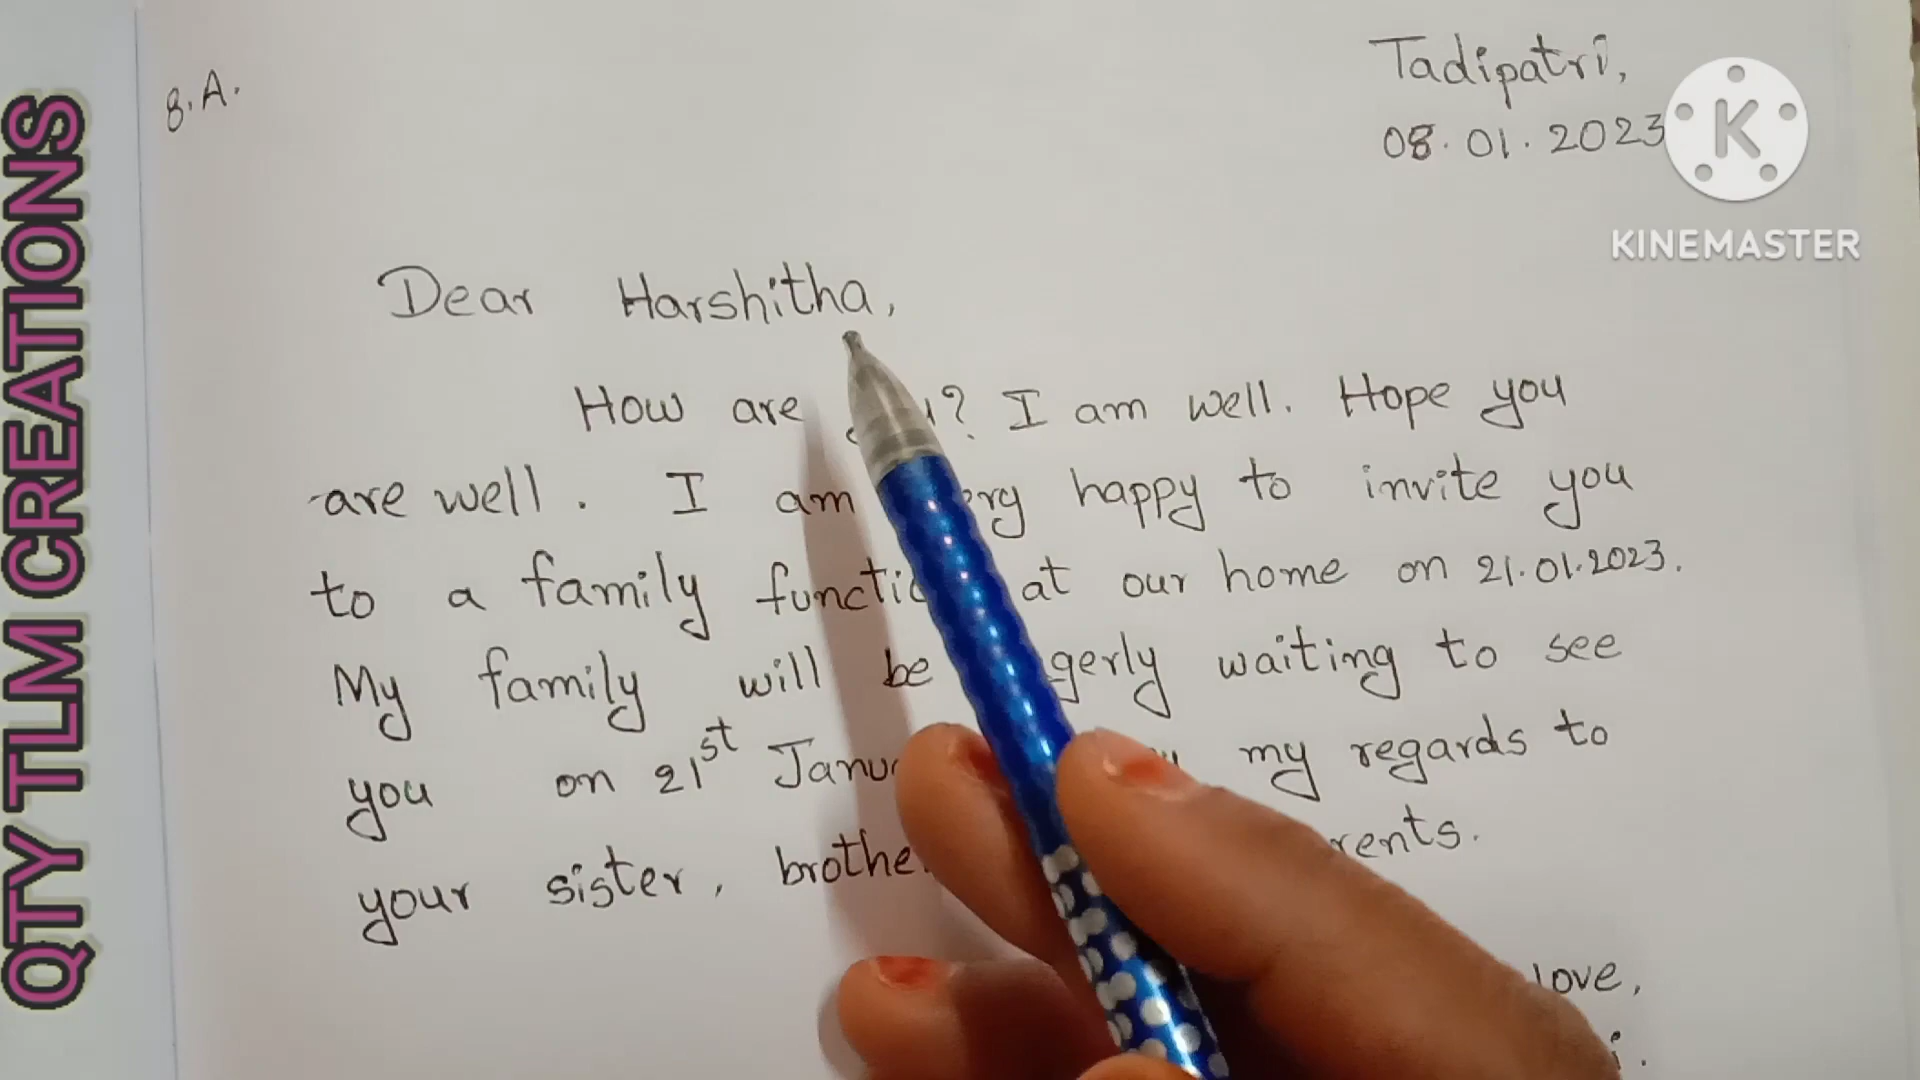 QTY TLM CREATIONS
8.A.
Tadipatri,
08.01.2023
KINEMASTER
Dear Harshitha,
How are ? I am well. Hope you
are well. I am happy to invite you
to a family at our home on 21.01.2023.
My family will be waiting to see
you on 21st my regards to
your sister,
love,